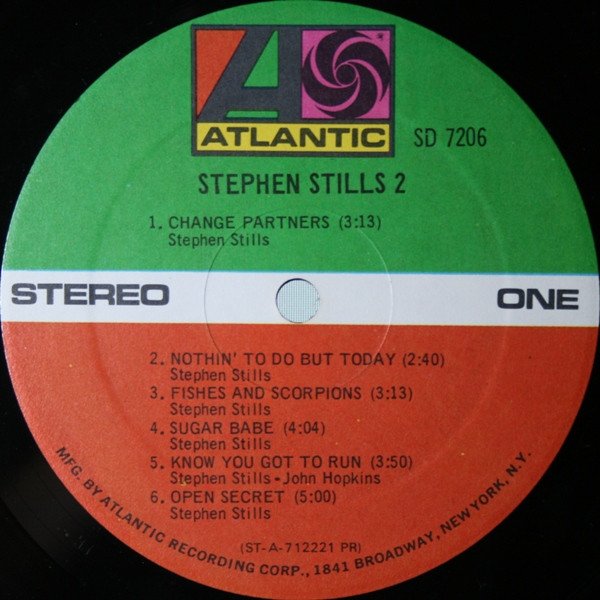 ATLANTIC
SD 7206
STEPHEN STILLS 2
1. CHANGE PARTNERS (3:13)
Stephen Stills
STEREO
ONE
2. NOTHIN' TO DO BUT TODAY (2:40)
Stephen Stills
3. FISHES AND SCORPIONS (3:13)
Stephen Stills
4. SUGAR BABE (4:04)
Stephen Stills
5. KNOW YOU GOT TO RUN (3:50)
Stephen Stills - John Hopkins
6. OPEN SECRET (5:00)
Stephen Stills
(ST-A-712221 PR)
MFG. BY ATLANTIC RECORDING CORP., 1841 BROADWAY, NEW YORK, N.Y.